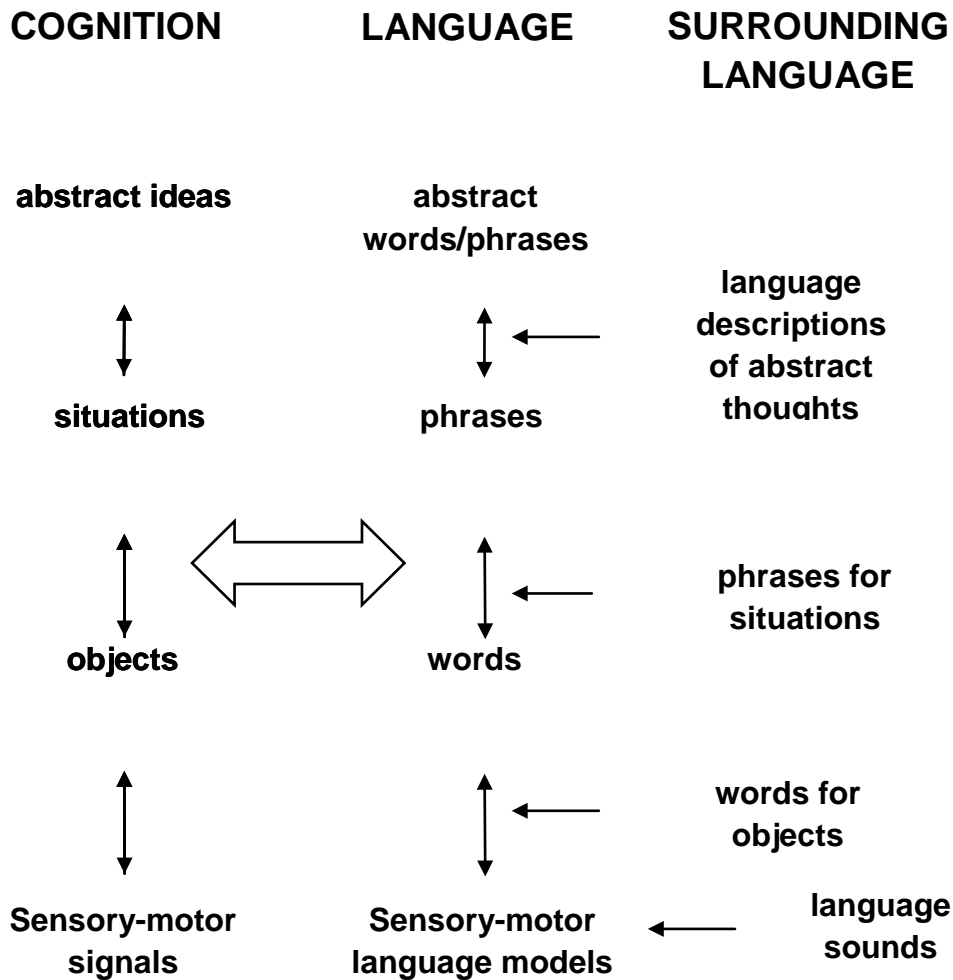 COGNITION LANGUAGE SURROUNDING
LANGUAGE
abstract ideas abstract
words/phrases
language
descriptions
of abstract
thoughts
situations phrases
phrases for
situations
objects words
words for
objects
Sensory-motor
signals
Sensory-motor
language models
language
sounds